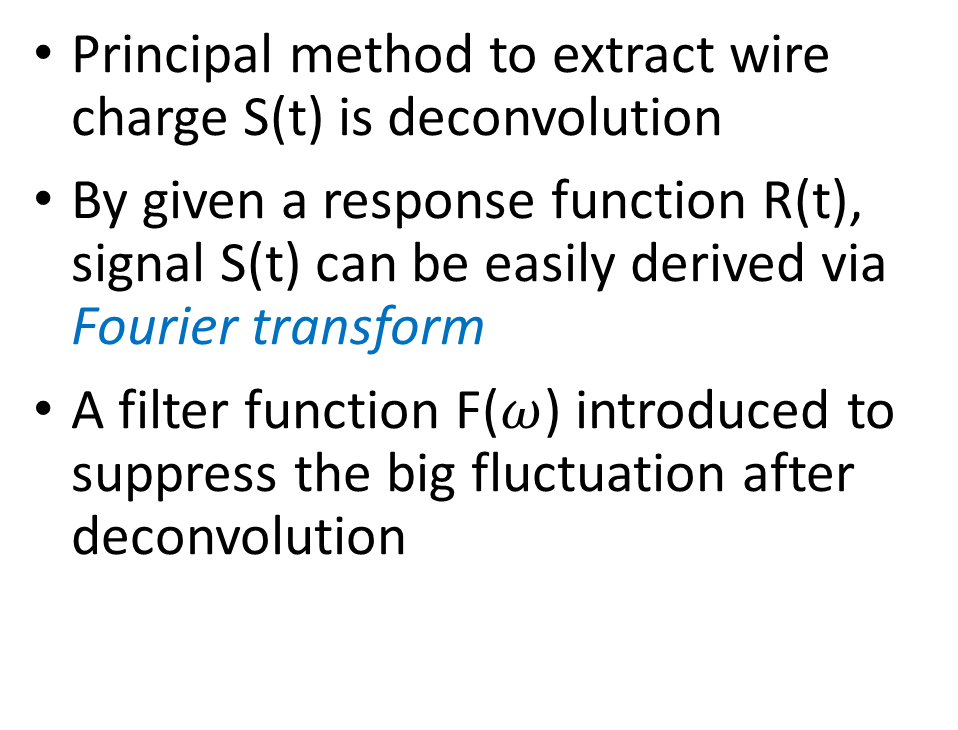 • Principal method to extract wire
charge S(t) is deconvolution
• By given a response function R(t),
signal S(t) can be easily derived via
Fourier transform
• A filter function F(𝜔) introduced to
suppress the big fluctuation after
deconvolution